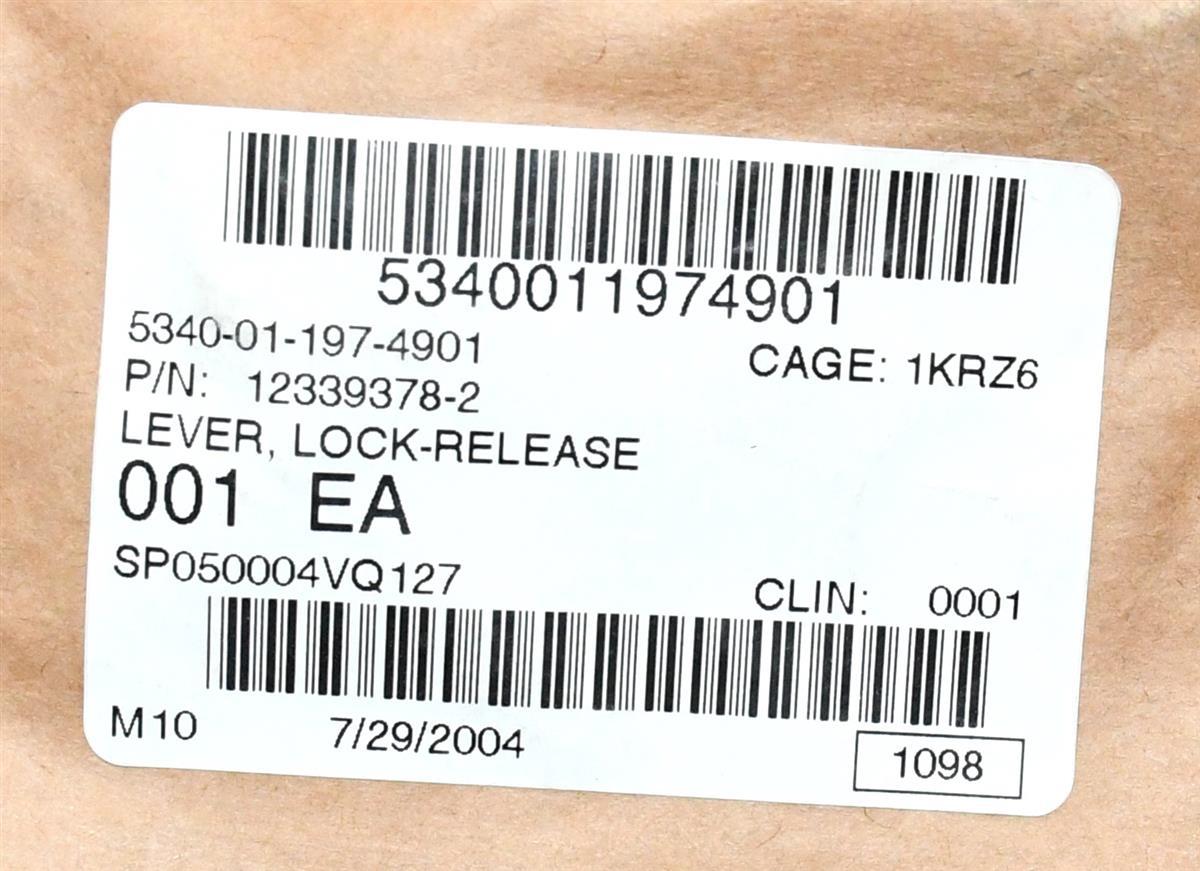 5340011974901
5340-01-197-4901
CAGE: 1KRZ6
P/N: 12339378-2
LEVER, LOCK-RELEASE
001 EA
SP050004VQ127
CLIN: 0001
M10 7/29/2004 1098